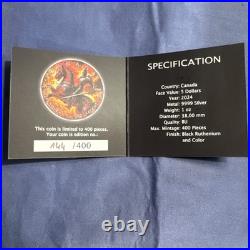 This coin is limited to 400 pieces.
Your coin is edition no.:
144 /400
SPECIFICATION
Country: Canada
Face Value: 5 Dollars
Year: 2024
Metal: 9999 Silver
Weight: 1 oz
Diameter: 38.00 mm
Quality: BU
Max. Mintage: 400 Pieces
Finish: Black Ruthenium
and Color